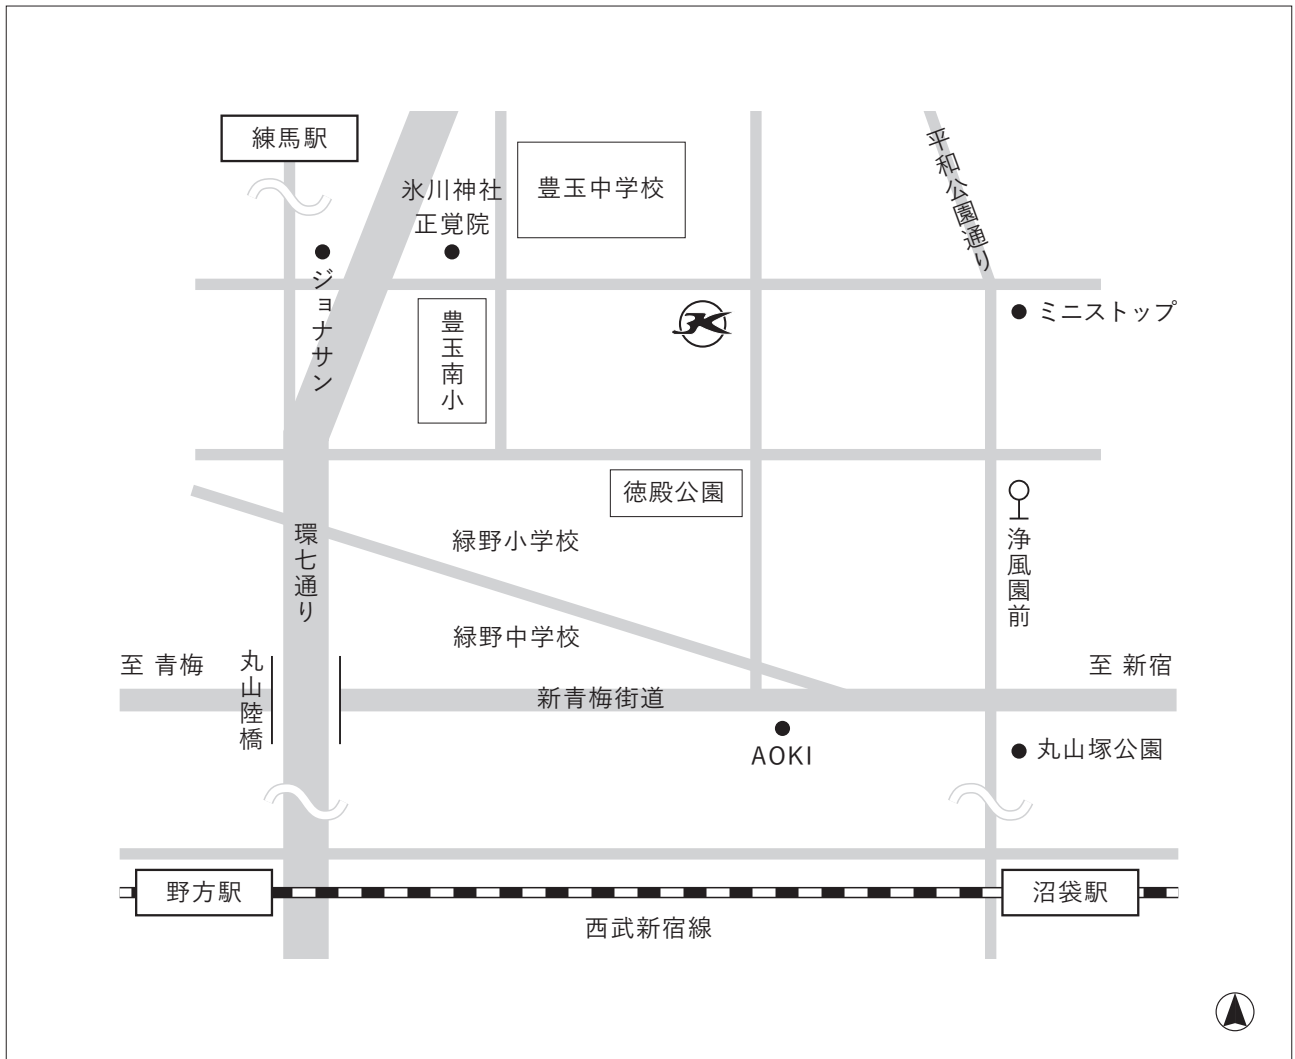 練馬駅
氷川神社
正覚院
豊玉中学校
平和公園通り
ジョナサン
豊玉南小
ミニストップ
徳殿公園
環七通り
緑野小学校
浄風園前
緑野中学校
至 青梅
丸山陸橋
新青梅街道
至 新宿
AOKI
丸山塚公園
野方駅
沼袋駅
西武新宿線